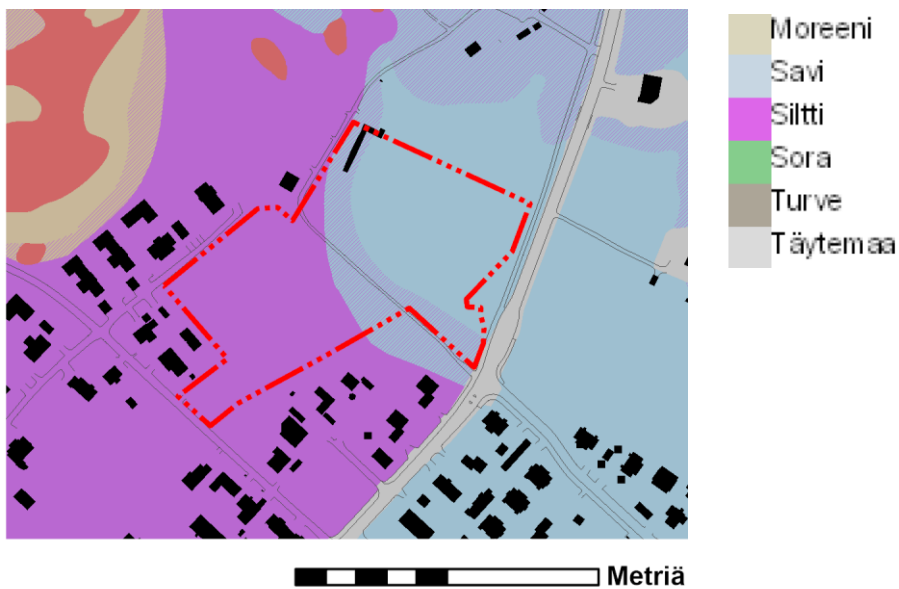 Moreeni
Savi
Siltti
Sora
Turve
Täytemaa
Metriä